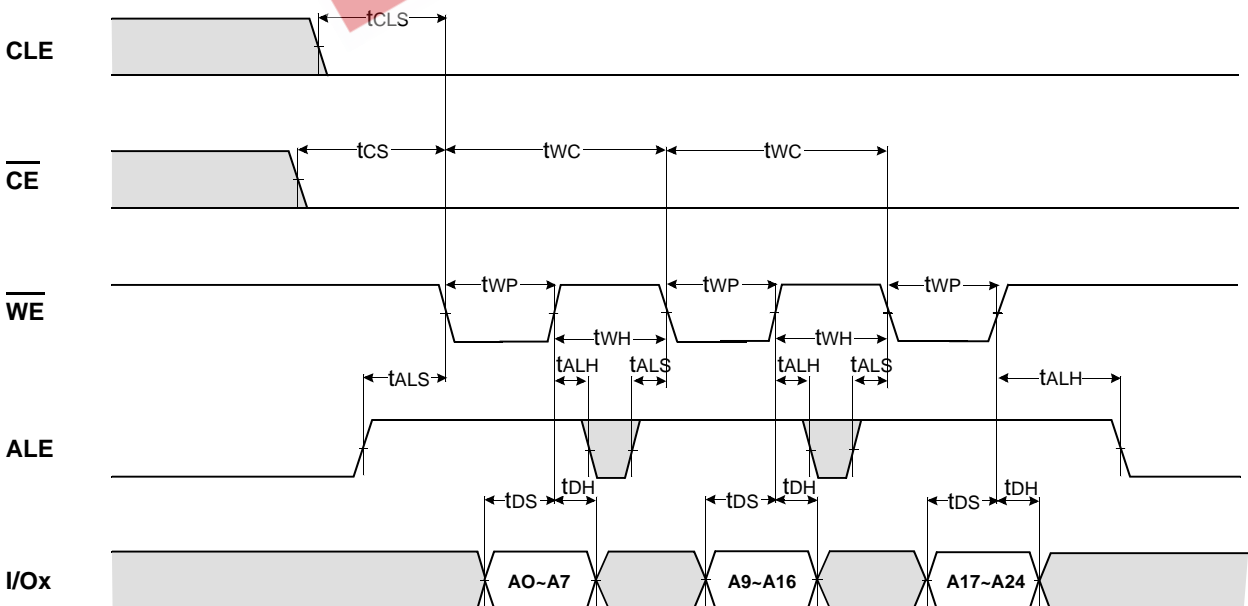 CLE
tCLS
CE
tCS
tWC
tWC
WE
tWP
tWP
tWP
tWH
tWH
tALS
tALH
tALS
tALH
tALS
tALH
ALE
tDS
tDH
tDS
tDH
tDS
tDH
I/Ox
AO~A7
A9~A16
A17~A24